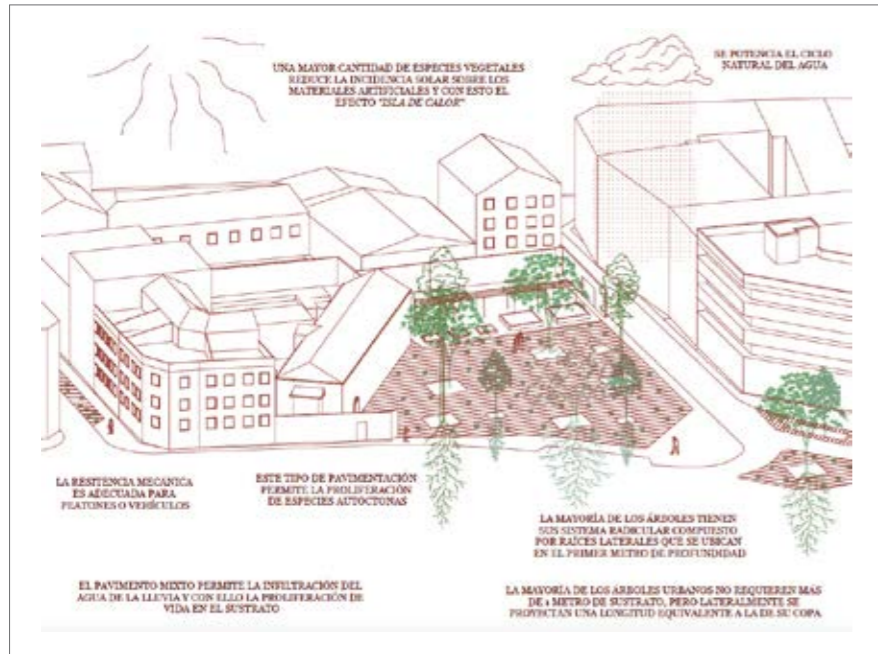 UNA MAYOR CANTIDAD DE ESPECIES VEGETALES
REDUCE LA INCIDENCIA SOLAR SOBRE LOS
MATERIALES ARTIFICIALES Y CON ESTO EL
EFECTO "ISLA DE CALOR"
SE POTENCIA EL CICLO
NATURAL DEL AGUA
LA RESITENCIA MECANICA
ES ADECUADA PARA
PEATONES O VEHÍCULOS
ESTE TIPO DE PAVIMENTACIÓN
PERMITE LA PROLIFERACIÓN
DE ESPECIES AUTOCTONAS
LA MAYORÍA DE LOS ÁRBOLES TIENEN
SUS SISTEMA RADICULAR COMPUESTO
POR RAÍCES LATERALES QUE SE UBICAN
EN EL PRIMER METRO DE PROFUNDIDAD
EL PAVIMENTO MIXTO PERMITE LA INFILTRACIÓN DEL
AGUA DE LA LLUVIA Y CON ELLO LA PROLIFERACIÓN DE
VIDA EN EL SUSTRATO
LA MAYORÍA DE LOS ÁRBOLES URBANOS NO REQUIEREN MÁS
DE 1 METRO DE SUSTRATO, PERO LATERALMENTE SE
PROYECTAN UNA LONGITUD EQUIVALENTE A LA DE SU COPA